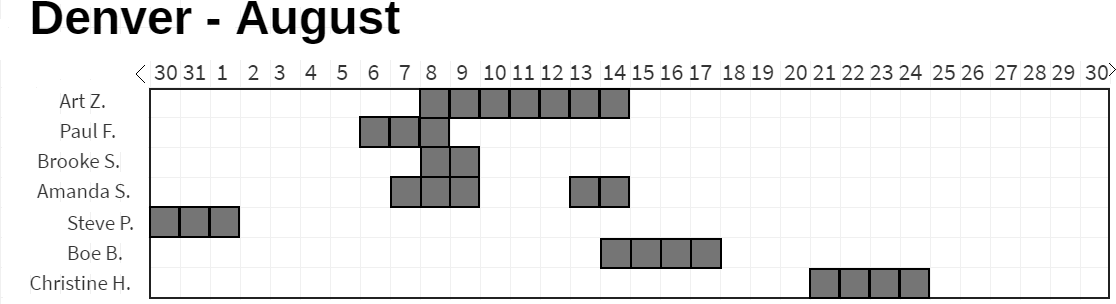 Denver - August
30 31 1 2 3 4 5 6 7 8 9 10 11 12 13 14 15 16 17 18 19 20 21 22 23 24 25 26 27 28 29 30
Art Z.
Paul F.
Brooke S.
Amanda S.
Steve P.
Boe B.
Christine H.